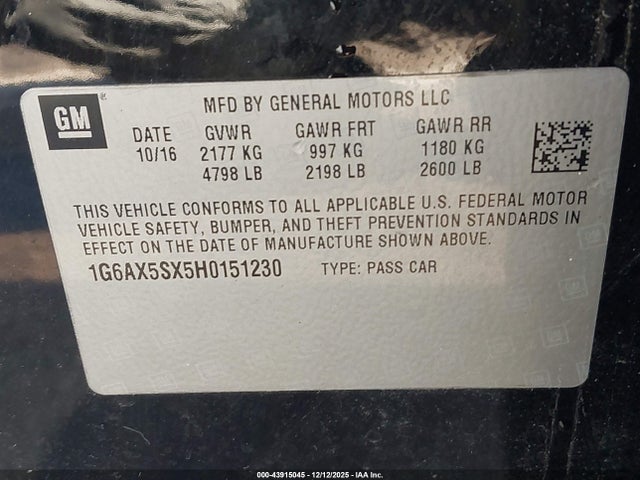 GM
MFD BY GENERAL MOTORS LLC
DATE GVWR GAWR FRT GAWR RR
10/16 2177 KG 997 KG 1180 KG
4798 LB 2198 LB 2600 LB
THIS VEHICLE CONFORMS TO ALL APPLICABLE U.S. FEDERAL MOTOR
VEHICLE SAFETY, BUMPER, AND THEFT PREVENTION STANDARDS IN
EFFECT ON THE DATE OF MANUFACTURE SHOWN ABOVE.
1G6AX5SX5H0151230 TYPE: PASS CAR
000-43915045 - 12/12/2025 - IAA Inc.